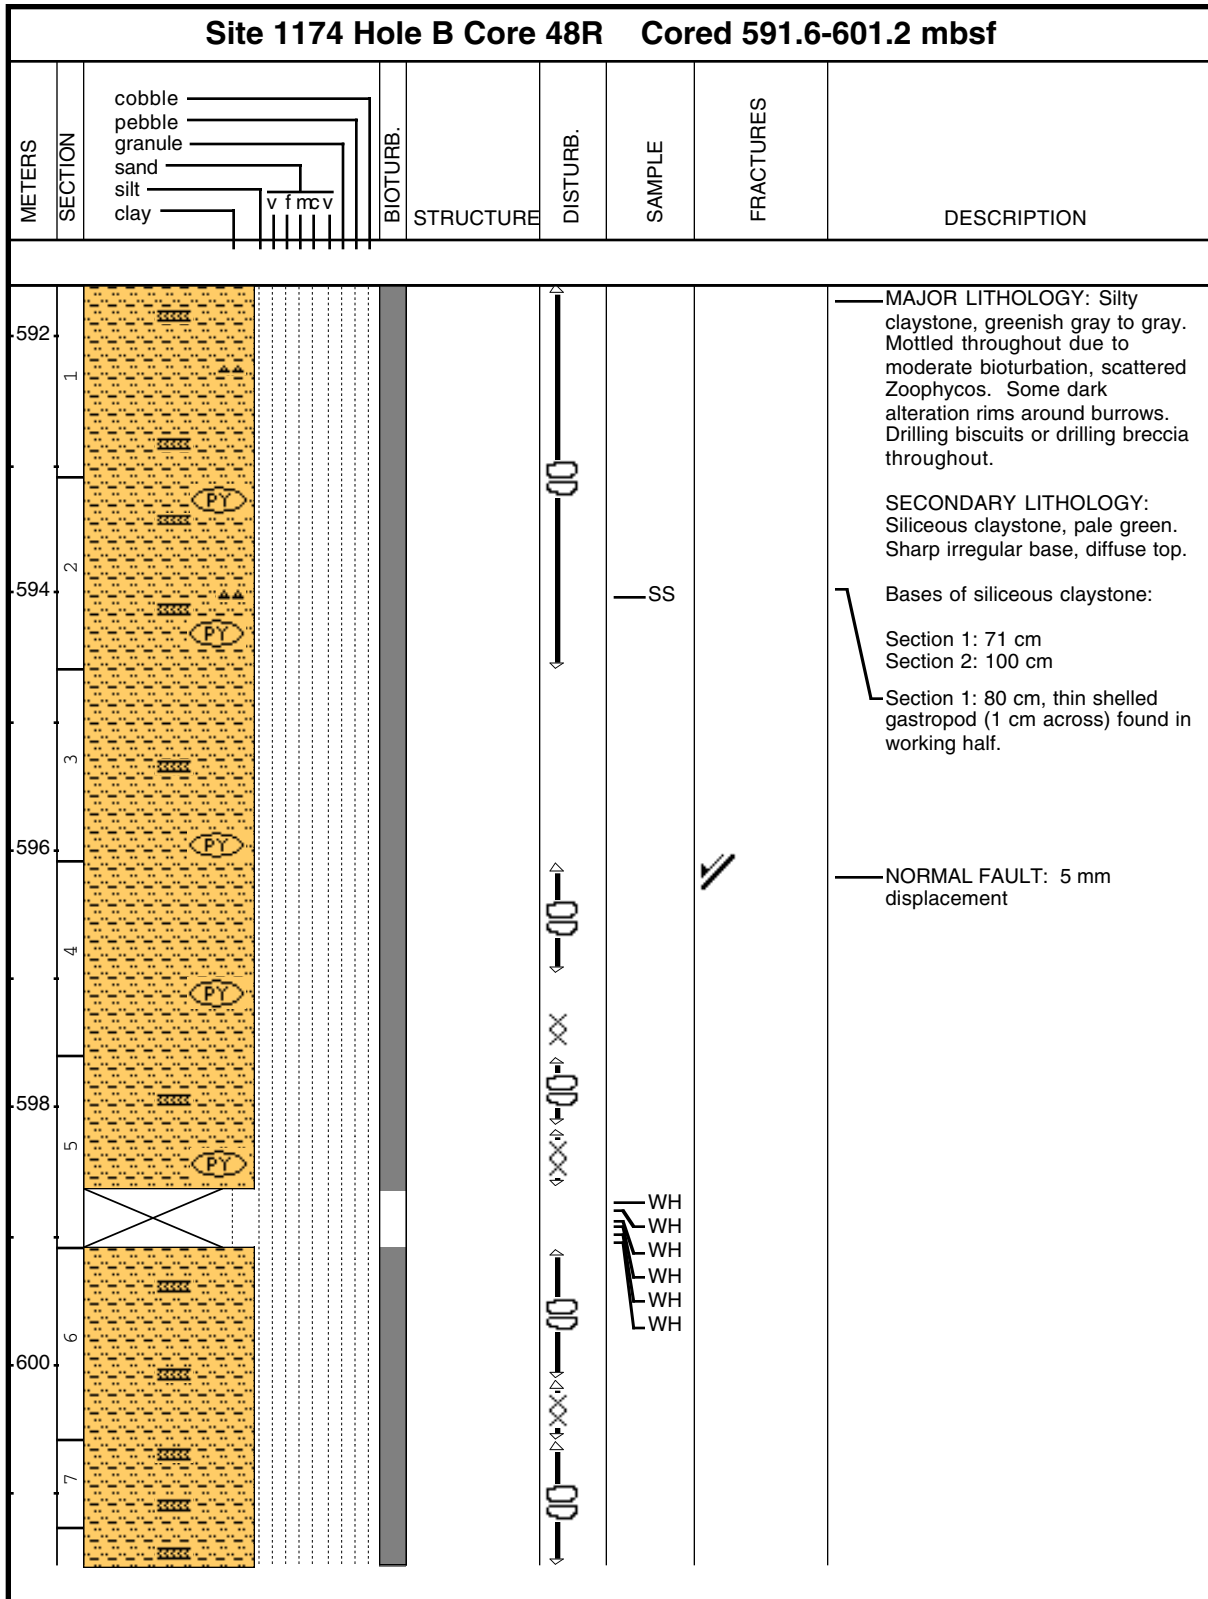 Site 1174 Hole B Core 48R Cored 591.6-601.2 mbsf
METERS
SECTION
cobble
pebble
granule
sand
silt
clay
v f m c v
BIOTURB.
STRUCTURE
DISTURB.
SAMPLE
FRACTURES
DESCRIPTION
592
594
596
598
600
1
2
3
4
5
6
7
PY
PY
PY
PY
PY
SS
WH
WH
WH
WH
WH
WH
MAJOR LITHOLOGY: Silty
claystone, greenish gray to gray.
Mottled throughout due to
moderate bioturbation, scattered
Zoophycos. Some dark
alteration rims around burrows.
Drilling biscuits or drilling breccia
throughout.
SECONDARY LITHOLOGY:
Siliceous claystone, pale green.
Sharp irregular base, diffuse top.
Bases of siliceous claystone:
Section 1: 71 cm
Section 2: 100 cm
Section 1: 80 cm, thin shelled
gastropod (1 cm across) found in
working half.
NORMAL FAULT: 5 mm
displacement